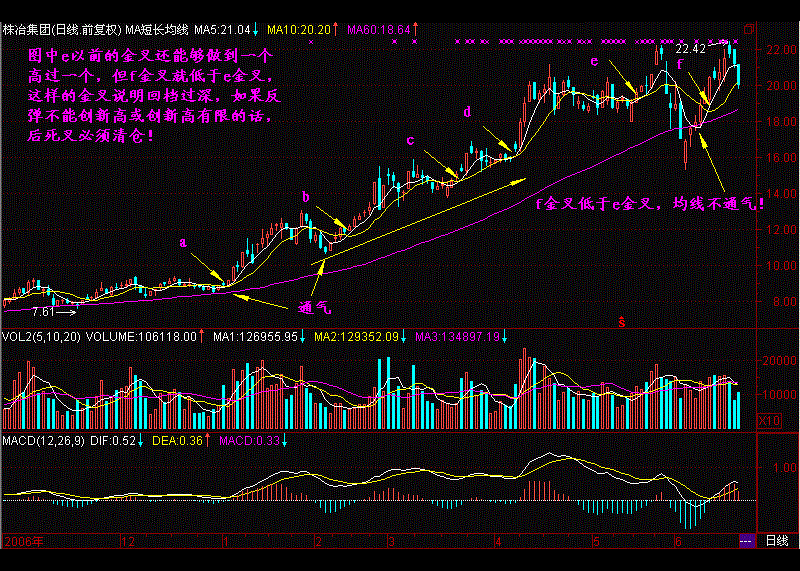 株冶集团(日线.前复权) MA短长均线 MA5:21.04↓ MA10:20.20↑ MA60:18.64↑
图中e以前的金叉还能够做到一个
高过一个，但f金叉就低于e金叉，
这样的金叉说明回档过深，如果反
弹不能创新高或创新高有限的话，
后死叉必须清仓！
22.42
22.00
e
f
20.00
18.00
d
16.00
c
14.00
b
f金叉低于e金叉，均线不通气！
12.00
a
10.00
通气
8.00
7.61
S
VOL2(5,10,20) VOLUME:106118.00↑ MA1:126955.95↓ MA2:129352.09↓ MA3:134897.19↓
20000
10000
X10
MACD(12,26,9) DIF:0.52↓ DEA:0.36↑ MACD:0.33↓
1.00
0.00
2006年 12 1 2 3 4 5 6 日线